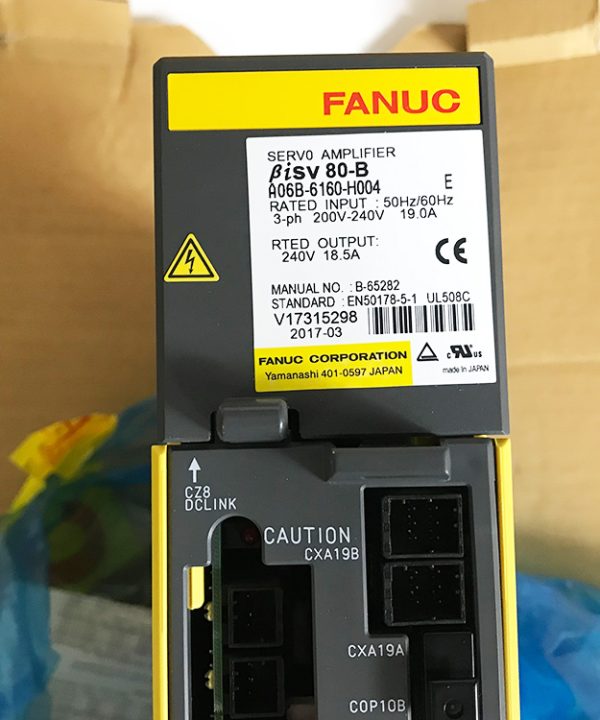 FANUC
SERVO AMPLIFIER
βiSV 80-B
A06B-6160-H004 E
RATED INPUT : 50Hz/60Hz
3-ph 200V-240V 19.0A
RTED OUTPUT:
240V 18.5A
CE
MANUAL NO. : B-65282
STANDARD : EN50178-5-1 UL508C
V17315298
2017-03
FANUC CORPORATION
Yamanashi 401-0597 JAPAN
c RU US
made in JAPAN
CZ8
DCLINK
CAUTION
CXA19B
CXA19A
COP10B